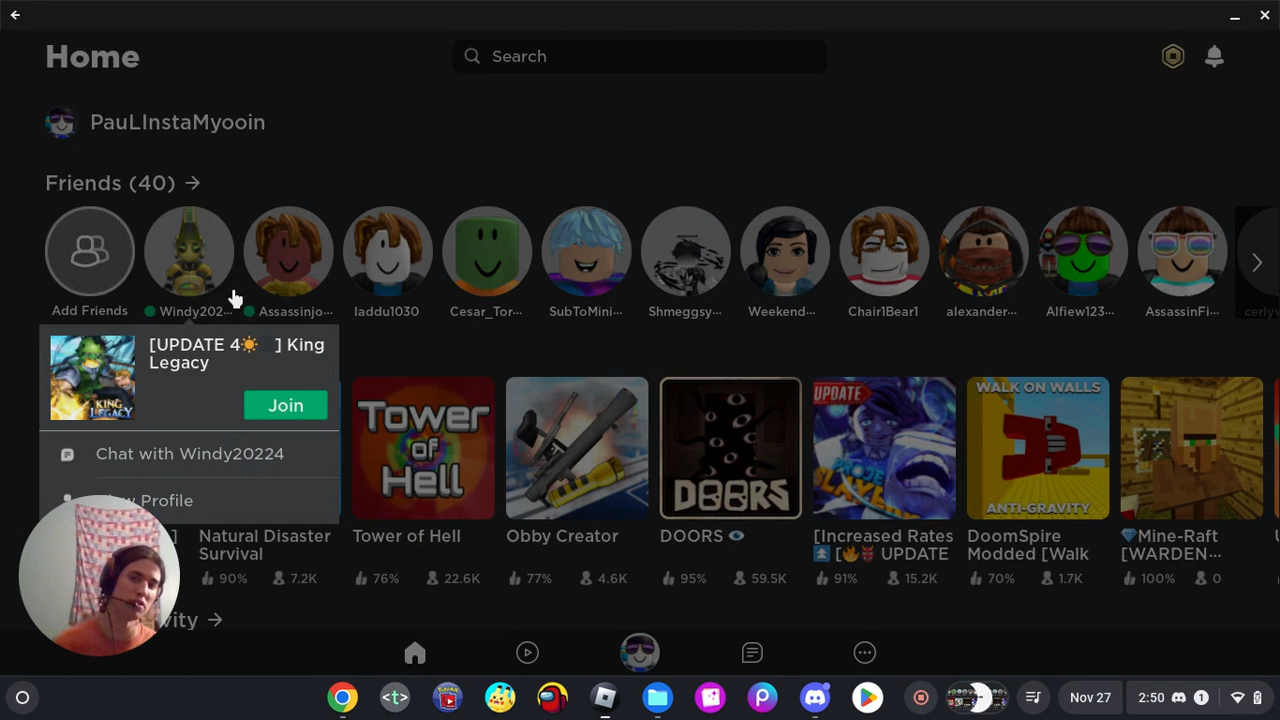 Home
Search
PauLInstaMyooin
Friends (40)
Add Friends
Windy202...
Assassinjo...
laddu1030
Cesar_Tor...
SubToMini...
Shmeggsy...
Weekend...
Chair1Bear1
alexander...
Alfiew123...
AssassinFi...
[UPDATE 4☀️ ] King
Legacy
KING
LEGACY
Join
Chat with Windy20224
Profile
Tower
of
Hell
DOORS
UPDATE
WALK ON WALLS
ANTI-GRAVITY
Natural Disaster
Survival
90%
7.2K
Tower of Hell
76%
22.6K
Obby Creator
77%
4.6K
DOORS 👁️
95%
59.5K
[Increased Rates
⏫ [🔥👹 UPDATE
91%
15.2K
DoomSpire
Modded [Walk
70%
1.7K
💎Mine-Raft
[WARDEN...
100%
0
Nov 27
2:50
1